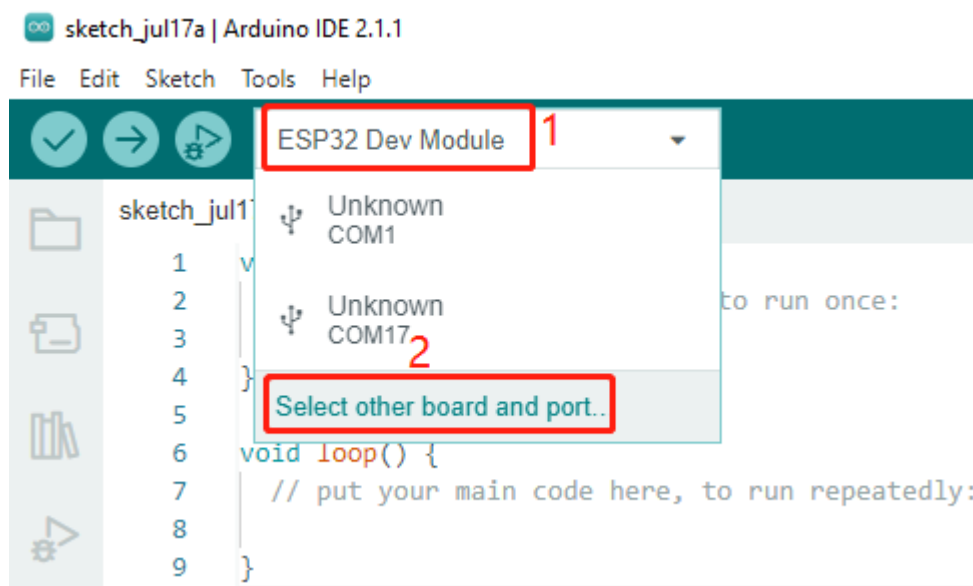 sketch_jul17a | Arduino IDE 2.1.1
File Edit Sketch Tools Help
ESP32 Dev Module 1
sketch_jul1
Unknown
COM1
Unknown
COM17
2
Select other board and port..
1 v
2 to run once:
3
4 }
5
6 void loop() {
7 // put your main code here, to run repeatedly:
8
9 }